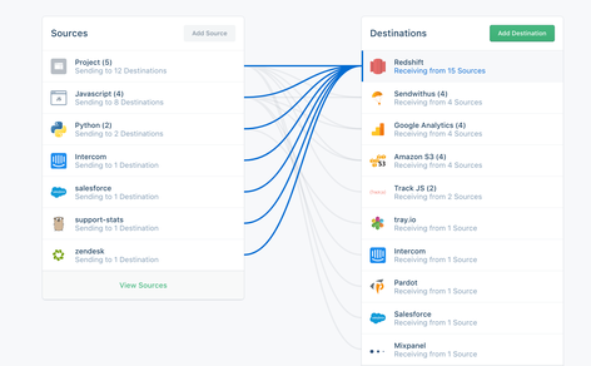 Sources
Add Source
Project (5)
Sending to 12 Destinations
Javascript (4)
Sending to 8 Destinations
Python (2)
Sending to 2 Destinations
Intercom
Sending to 1 Destination
salesforce
Sending to 1 Destination
support-stats
Sending to 1 Destination
zendesk
Sending to 1 Destination
View Sources
Destinations
Add Destination
Redshift
Receiving from 15 Sources
Sendwithus (4)
Receiving from 4 Sources
Google Analytics (4)
Receiving from 4 Sources
S3
Amazon S3 (4)
Receiving from 4 Sources
Track JS (2)
Receiving from 2 Sources
tray.io
Receiving from 1 Source
Intercom
Receiving from 1 Source
Pardot
Receiving from 1 Source
Salesforce
Receiving from 1 Source
Mixpanel
Receiving from 1 Source